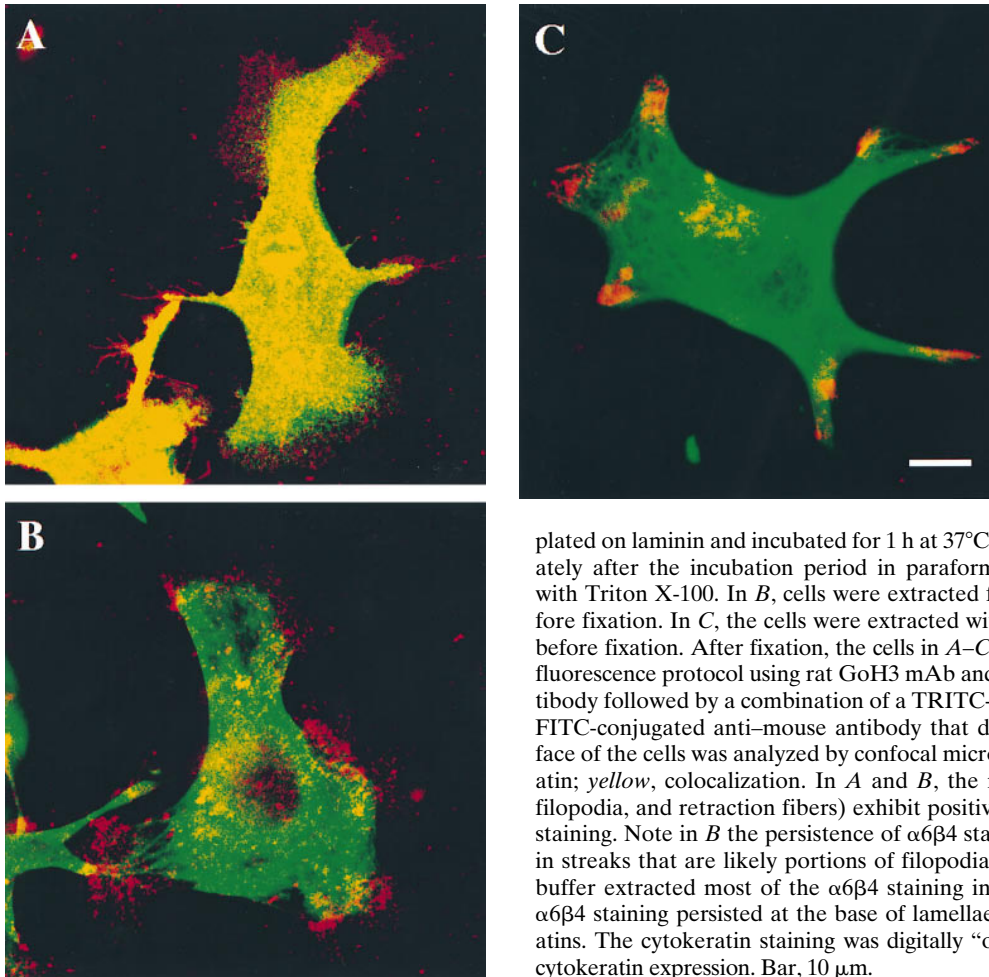 A
C
B
plated on laminin and incubated for 1 h at 37°C
ately after the incubation period in paraform
with Triton X-100. In B, cells were extracted f
fore fixation. In C, the cells were extracted wi
before fixation. After fixation, the cells in A–C
fluorescence protocol using rat GoH3 mAb and
tibody followed by a combination of a TRITC-
FITC-conjugated anti–mouse antibody that d
face of the cells was analyzed by confocal micro
atin; yellow, colocalization. In A and B, the r
filopodia, and retraction fibers) exhibit positiv
staining. Note in B the persistence of α6β4 sta
in streaks that are likely portions of filopodia
buffer extracted most of the α6β4 staining in
α6β4 staining persisted at the base of lamellae
atins. The cytokeratin staining was digitally “o
cytokeratin expression. Bar, 10 μm.